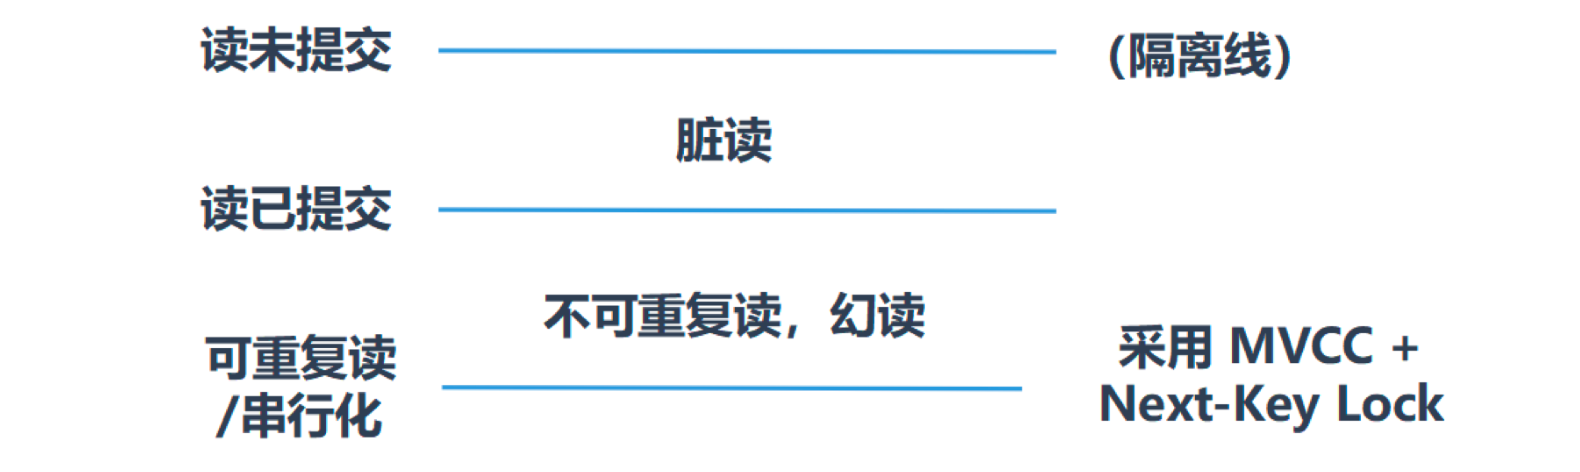 读未提交
（隔离线）
脏读
读已提交
不可重复读，幻读
可重复读
/串行化
采用 MVCC +
Next-Key Lock